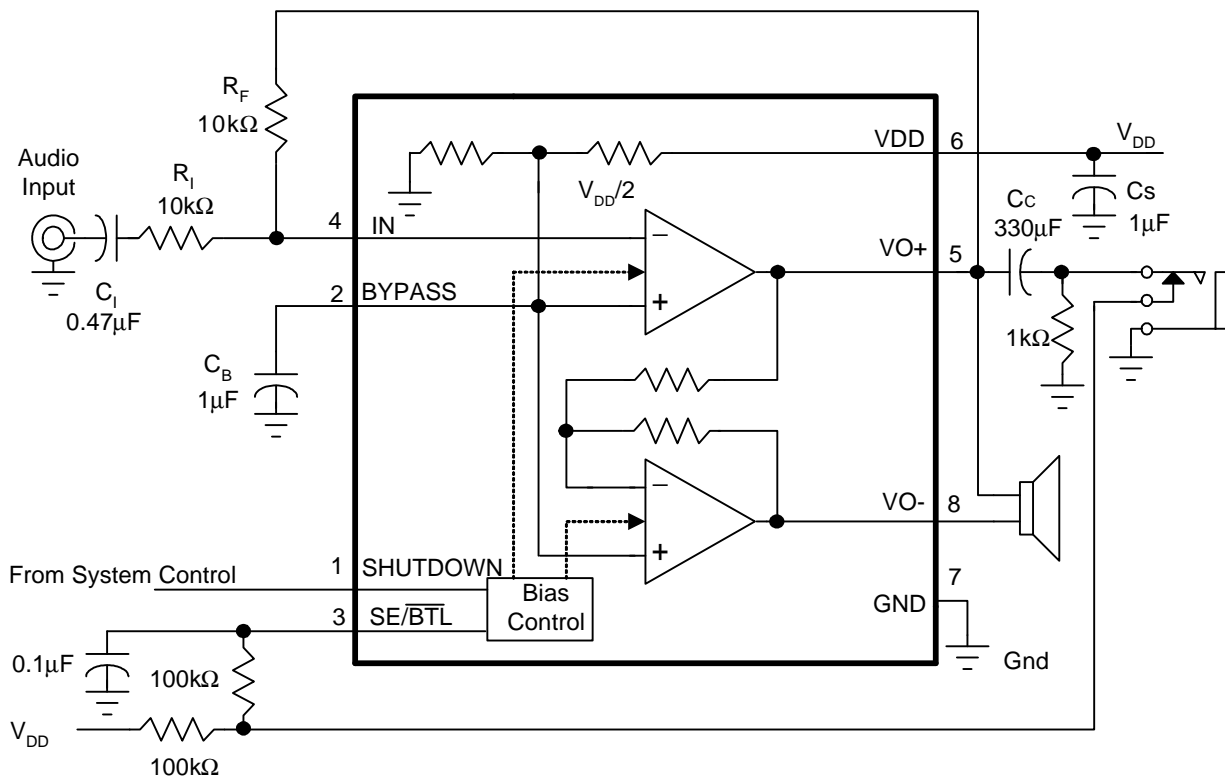 R_F
10kΩ
Audio
Input
R_I
10kΩ
C_I
0.47μF
4
IN
2
BYPASS
C_B
1μF
VDD
6
V_DD
V_DD/2
Cs
1μF
C_C
330μF
VO+
5
1kΩ
−
+
−
+
VO-
8
7
GND
Gnd
From System Control
1
SHUTDOWN
Bias
Control
3
SE/B̅T̅L̅
0.1μF
100kΩ
V_DD
100kΩ